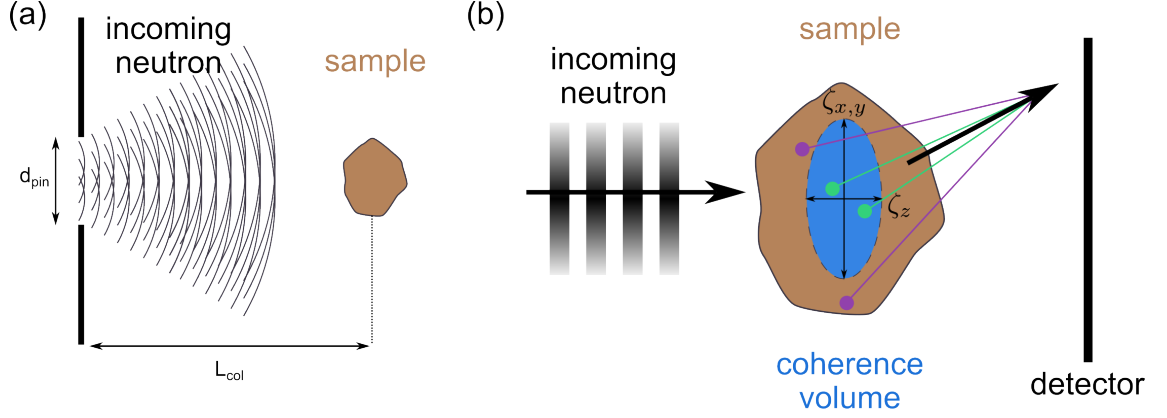 (a)
incoming
neutron
sample
d_pin
L_col
(b)
incoming
neutron
sample
ζ_x,y
ζ_z
coherence
volume
detector